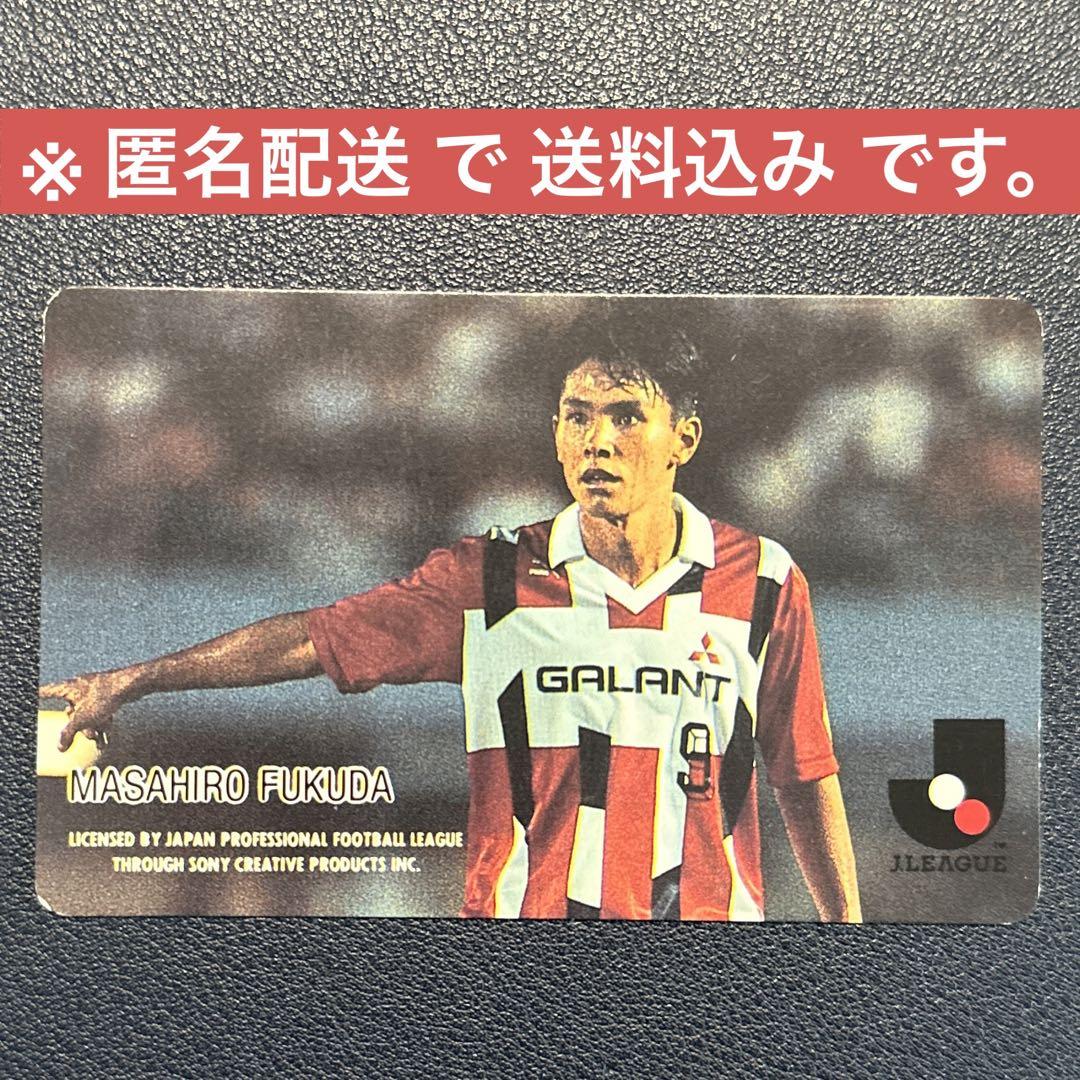 ※ 匿名配送 で 送料込み です。
GALANT
9
MASAHIRO FUKUDA
LICENSED BY JAPAN PROFESSIONAL FOOTBALL LEAGUE
THROUGH SONY CREATIVE PRODUCTS INC.
J.LEAGUE™